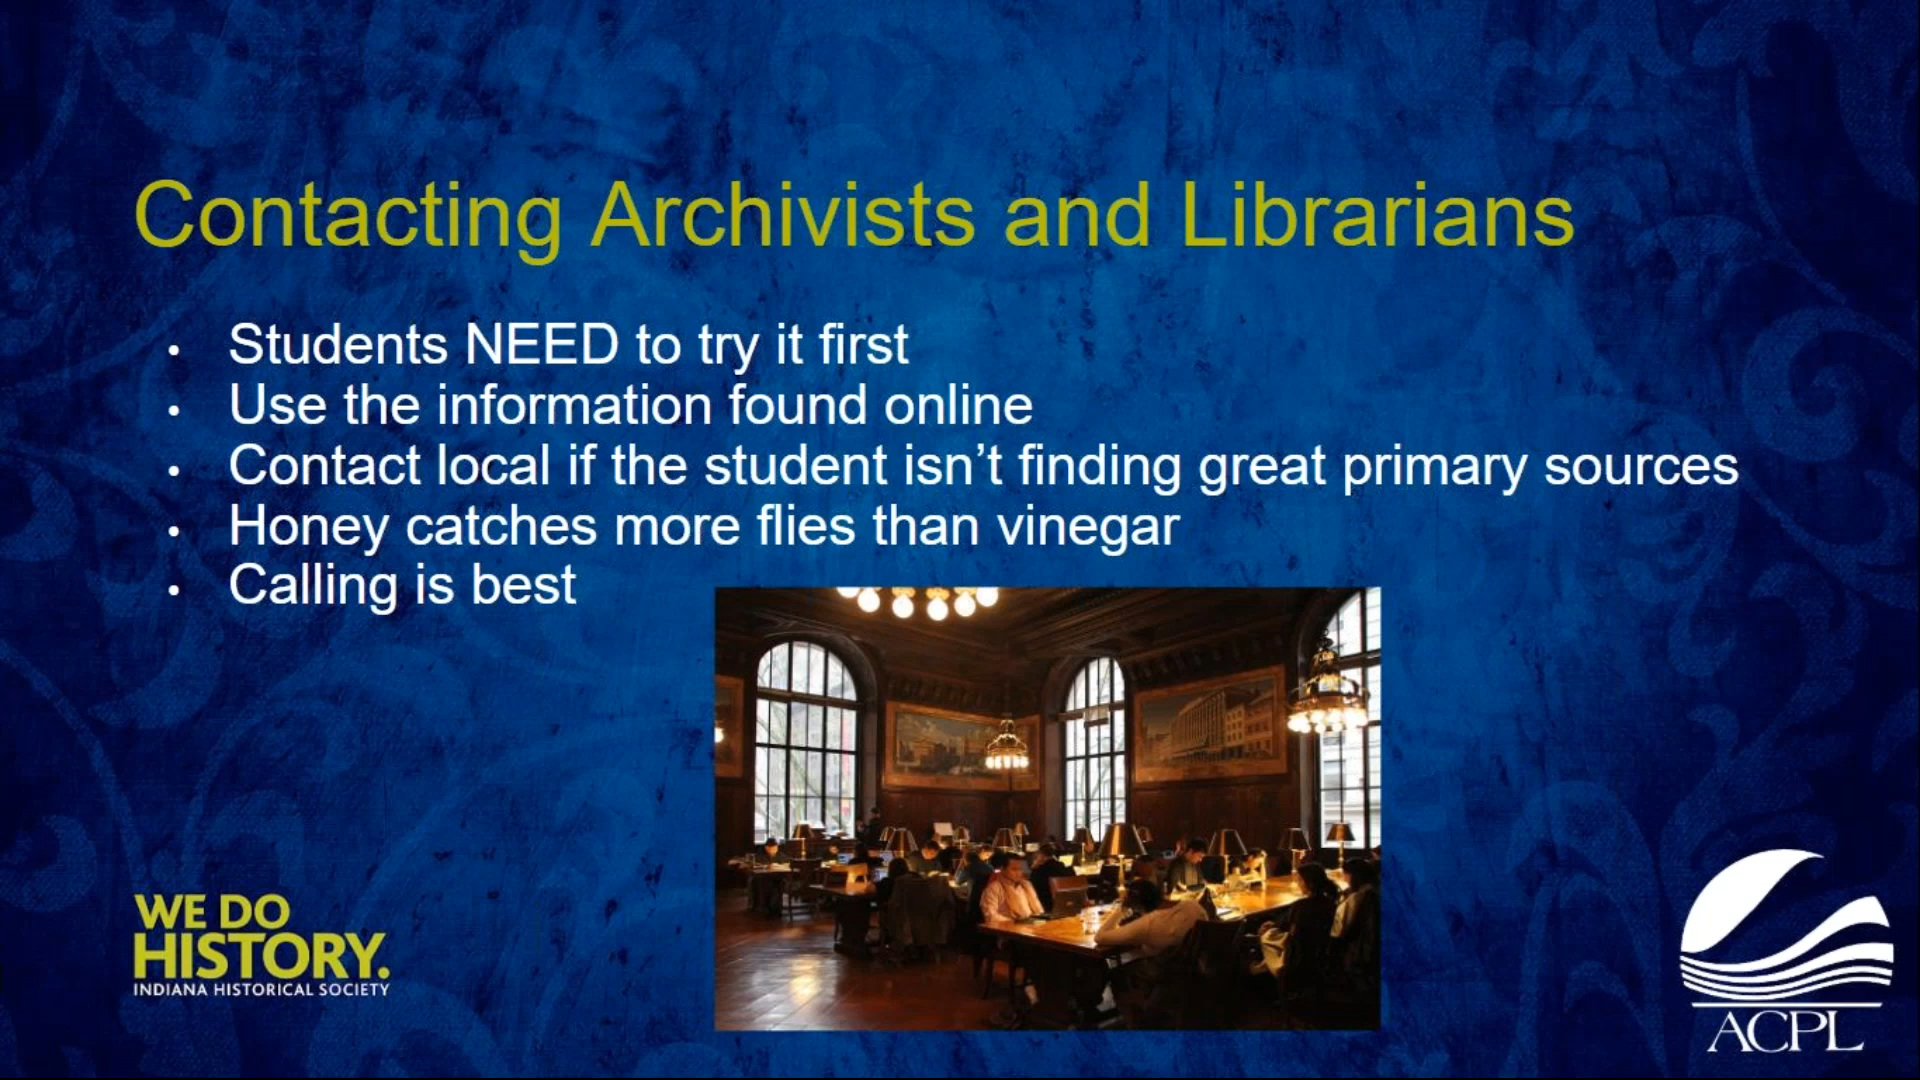 Contacting Archivists and Librarians
• Students NEED to try it first
• Use the information found online
• Contact local if the student isn’t finding great primary sources
• Honey catches more flies than vinegar
• Calling is best
WE DO
HISTORY.
INDIANA HISTORICAL SOCIETY
ACPL